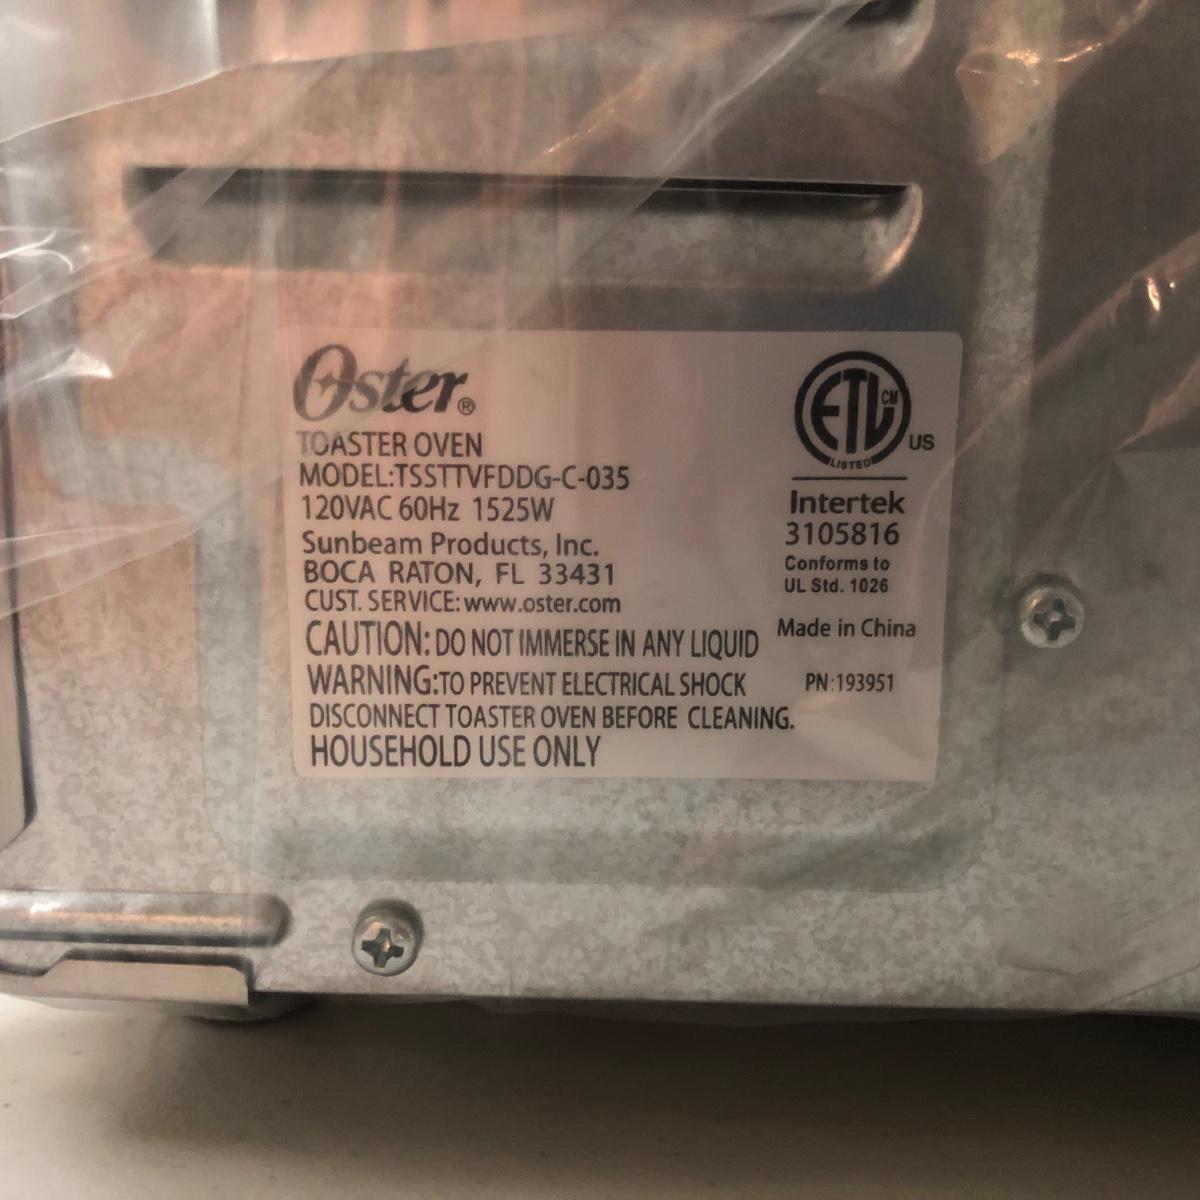 Oster®
TOASTER OVEN
MODEL:TSSTTVFDDG-C-035
120VAC 60Hz 1525W
Sunbeam Products, Inc.
BOCA RATON, FL 33431
CUST. SERVICE: www.oster.com
CAUTION: DO NOT IMMERSE IN ANY LIQUID
WARNING:TO PREVENT ELECTRICAL SHOCK
DISCONNECT TOASTER OVEN BEFORE CLEANING.
HOUSEHOLD USE ONLY
ETL CM
LISTED
US
Intertek
3105816
Conforms to
UL Std. 1026
Made in China
PN:193951